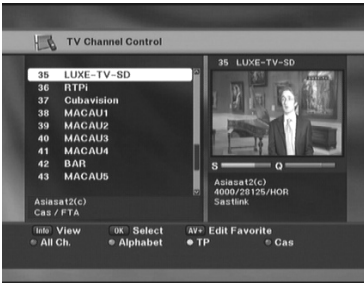 TV Channel Control
35 LUXE-TV-SD
36 RTPi
37 Cubavision
38 MACAU1
39 MACAU2
40 MACAU3
41 MACAU4
42 BAR
43 MACAU5
Asiasat2(c)
Cas / FTA
35 LUXE-TV-SD
S Q
Asiasat2(c)
4000/28125/HOR
Sastlink
Info View OK Select AV+ Edit Favorite
All Ch. Alphabet TP Cas